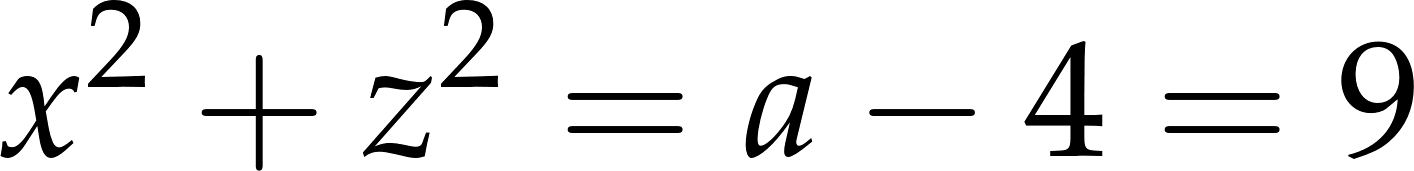 x² + z² = a − 4 = 9